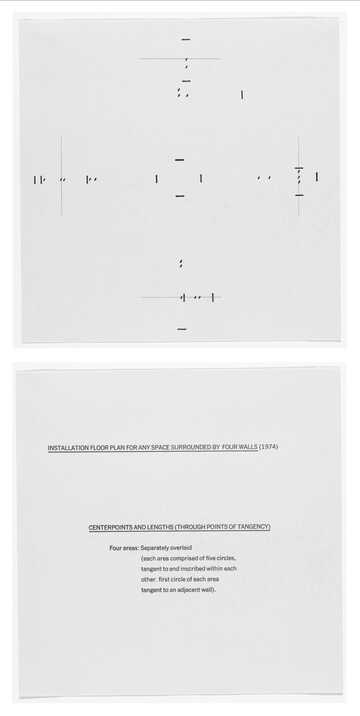 INSTALLATION FLOOR PLAN FOR ANY SPACE SURROUNDED BY FOUR WALLS (1974)
CENTERPOINTS AND LENGTHS (THROUGH POINTS OF TANGENCY)
Four areas: Separately overlaid
(each area comprised of five circles,
tangent to and inscribed within each
other. first circle of each area
tangent to an adjacent wall).